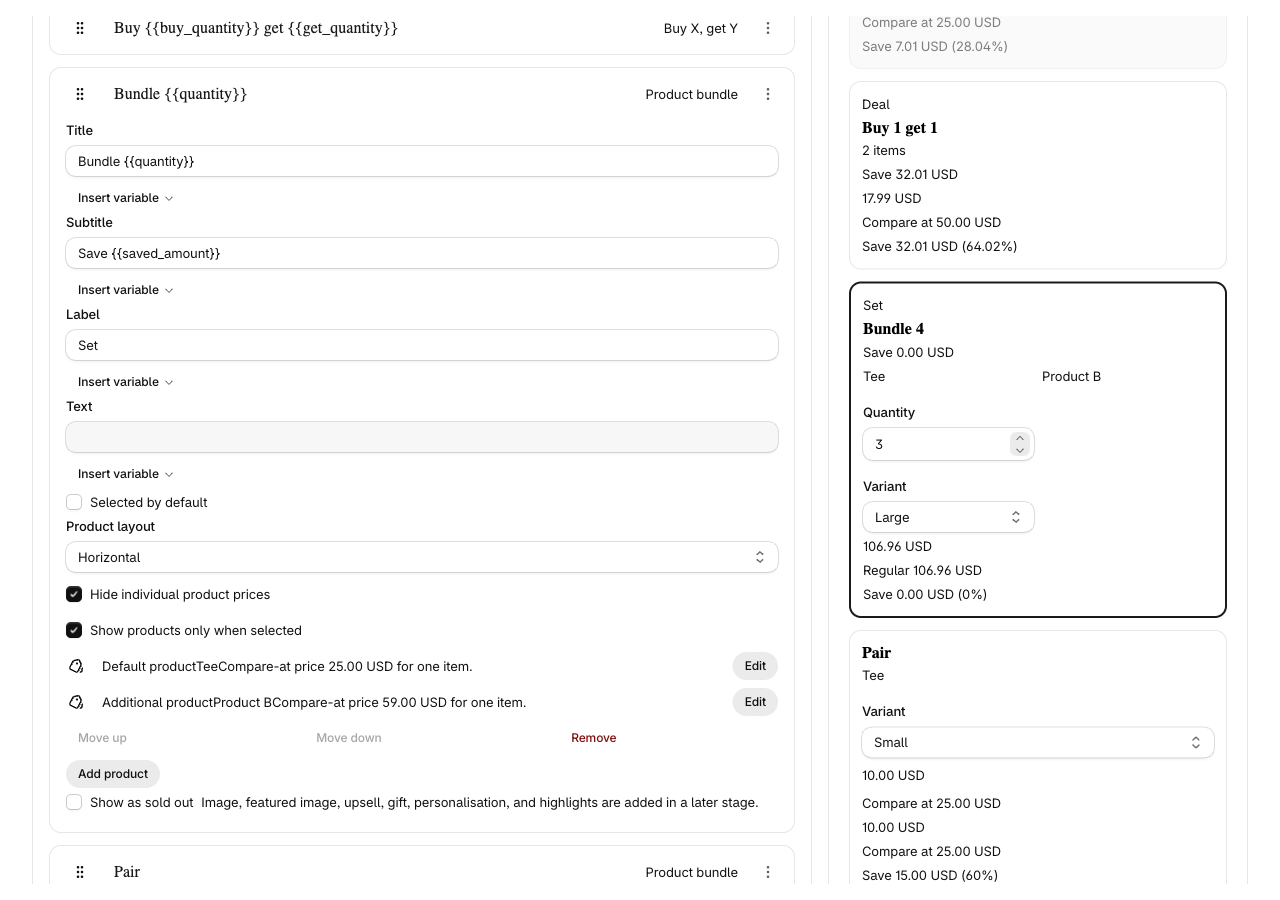 Buy {{buy_quantity}} get {{get_quantity}}
Buy X, get Y
Bundle {{quantity}}
Product bundle
Title
Bundle {{quantity}}
Insert variable
Subtitle
Save {{saved_amount}}
Insert variable
Label
Set
Insert variable
Text
Insert variable
Selected by default
Product layout
Horizontal
Hide individual product prices
Show products only when selected
Default productTeeCompare-at price 25.00 USD for one item.
Edit
Additional productProduct BCompare-at price 59.00 USD for one item.
Edit
Move up
Move down
Remove
Add product
Show as sold out Image, featured image, upsell, gift, personalisation, and highlights are added in a later stage.
Pair
Product bundle
Compare at 25.00 USD
Save 7.01 USD (28.04%)
Deal
Buy 1 get 1
2 items
Save 32.01 USD
17.99 USD
Compare at 50.00 USD
Save 32.01 USD (64.02%)
Set
Bundle 4
Save 0.00 USD
Tee
Product B
Quantity
3
Variant
Large
106.96 USD
Regular 106.96 USD
Save 0.00 USD (0%)
Pair
Tee
Variant
Small
10.00 USD
Compare at 25.00 USD
10.00 USD
Compare at 25.00 USD
Save 15.00 USD (60%)